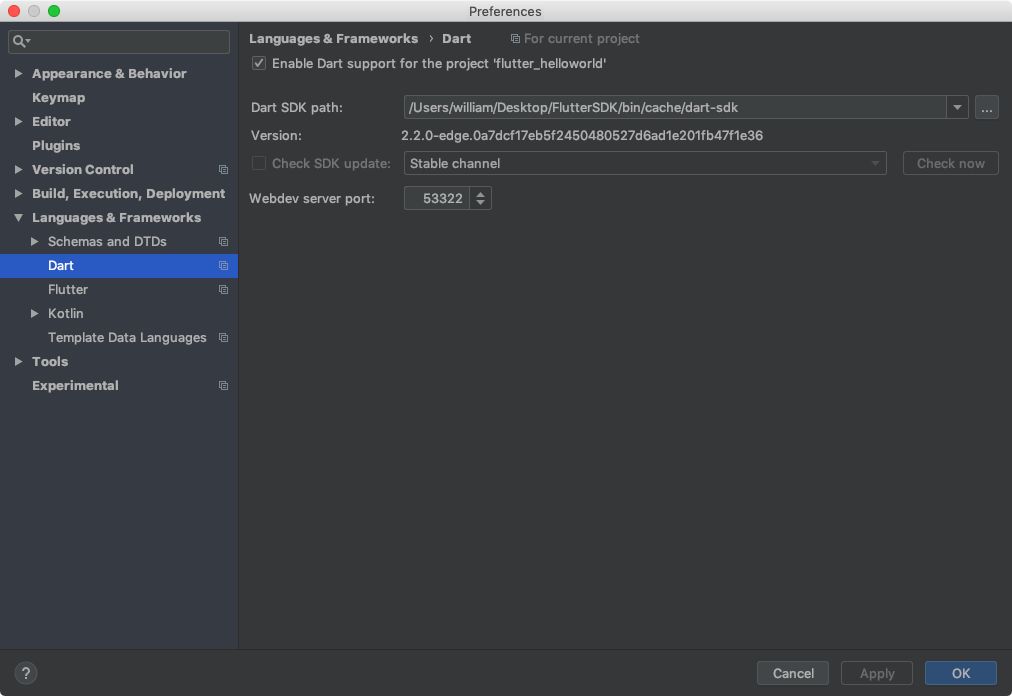 Preferences
Languages & Frameworks › Dart For current project
Enable Dart support for the project 'flutter_helloworld'
Appearance & Behavior
Keymap
Editor
Plugins
Version Control
Build, Execution, Deployment
Languages & Frameworks
Schemas and DTDs
Dart
Flutter
Kotlin
Template Data Languages
Tools
Experimental
Dart SDK path: /Users/william/Desktop/FlutterSDK/bin/cache/dart-sdk ...
Version: 2.2.0-edge.0a7dcf17eb5f2450480527d6ad1e201fb47f1e36
Check SDK update: Stable channel Check now
Webdev server port: 53322
? Cancel Apply OK